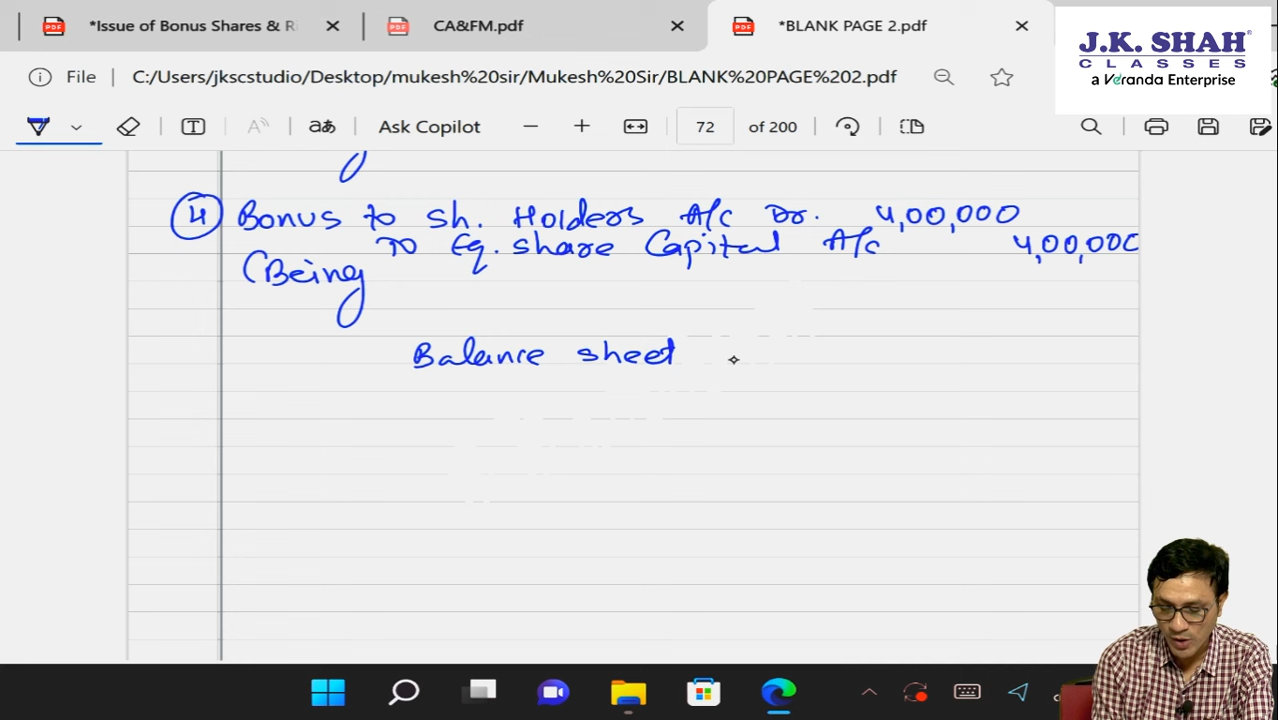 *Issue of Bonus Shares & Ri
CA&FM.pdf
*BLANK PAGE 2.pdf
J.K. SHAH
CLASSES
a Veranda Enterprise
File
C:/Users/jkscstudio/Desktop/mukesh%20sir/Mukesh%20Sir/BLANK%20PAGE%202.pdf
Ask Copilot
72
of 200
4 Bonus to sh. Holders A/c Dr. 4,00,000
To Eq. share Capital A/c 4,00,000
(Being
Balance sheet